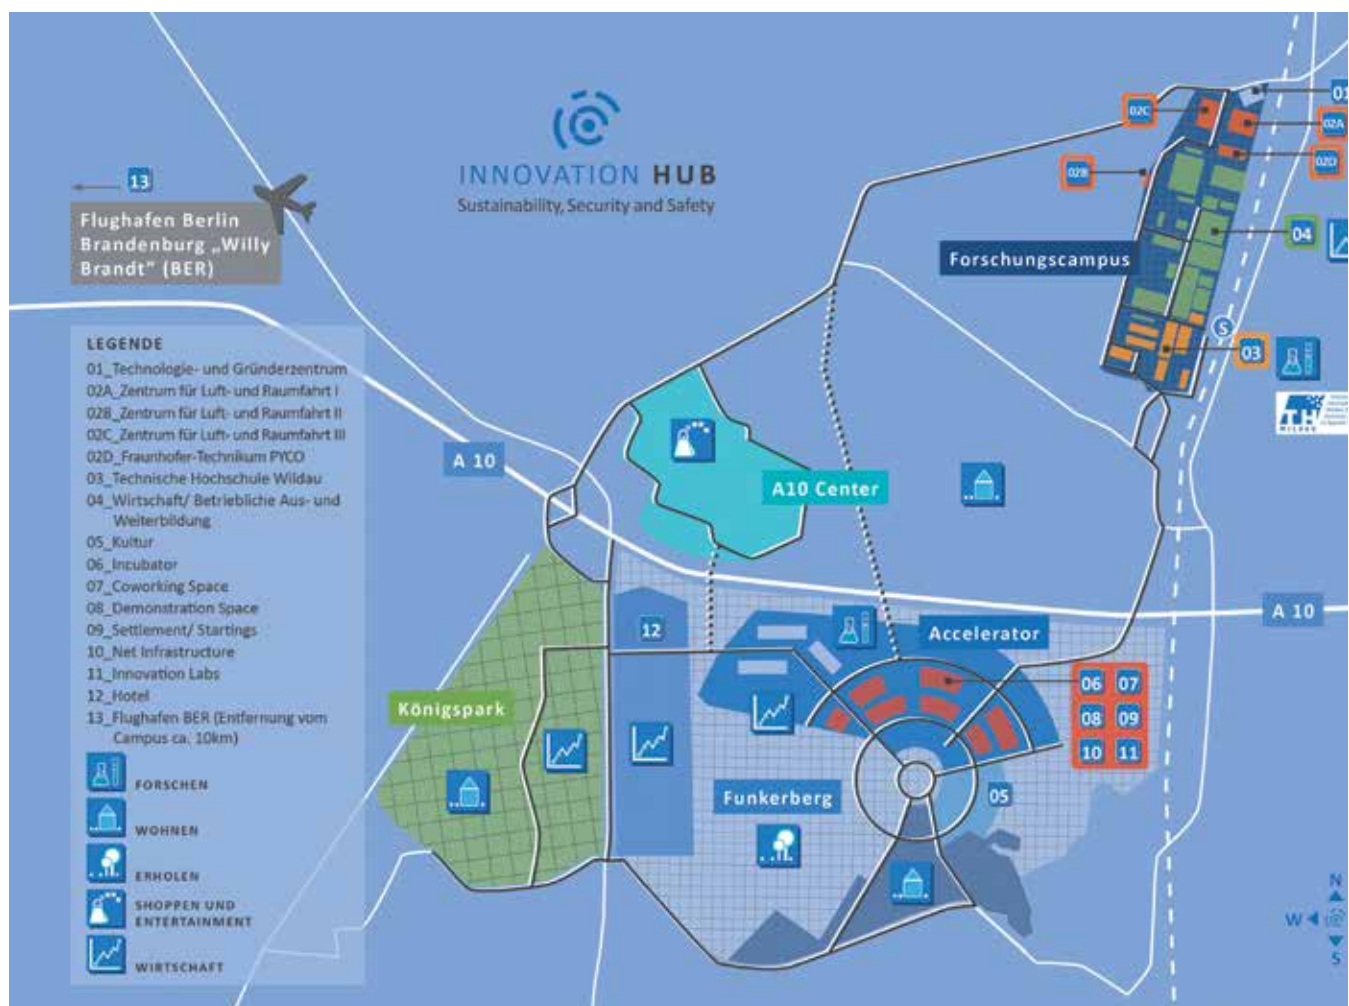 INNOVATION HUB
Sustainability, Security and Safety
13
Flughafen Berlin
Brandenburg „Willy
Brandt" (BER)
02C
01
02A
02D
02B
04
Forschungscampus
S
03
TH
WILDAU
A 10
A10 Center
A 10
LEGENDE
01_Technologie- und Gründerzentrum
02A_Zentrum für Luft- und Raumfahrt I
02B_Zentrum für Luft- und Raumfahrt II
02C_Zentrum für Luft- und Raumfahrt III
02D_Fraunhofer-Technikum PYCO
03_Technische Hochschule Wildau
04_Wirtschaft/ Betriebliche Aus- und
Weiterbildung
05_Kultur
06_Incubator
07_Coworking Space
08_Demonstration Space
09_Settlement/ Startings
10_Net Infrastructure
11_Innovation Labs
12_Hotel
13_Flughafen BER (Entfernung vom
Campus ca. 10km)
FORSCHEN
WOHNEN
ERHOLEN
SHOPPEN UND
ENTERTAINMENT
WIRTSCHAFT
12
Accelerator
Königspark
06 07
08 09
10 11
Funkerberg
05
N
W
S